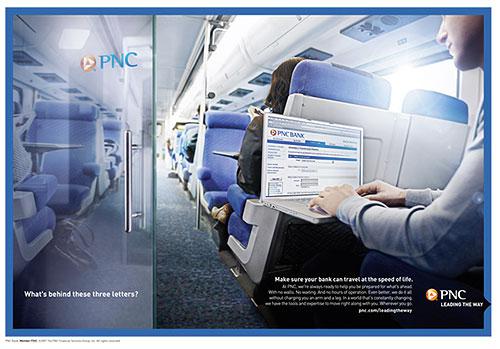 PNC
PNC BANK
What's behind these three letters?
Make sure your bank can travel at the speed of life.
At PNC, we're always ready to help you be prepared for what's ahead.
With no walls. No waiting. And no hours of operation. Even better, we do it all
without charging you an arm and a leg. In a world that's constantly changing,
we have the tools and expertise to move right along with you. Wherever you go.
pnc.com/leadingtheway
PNC
LEADING THE WAY